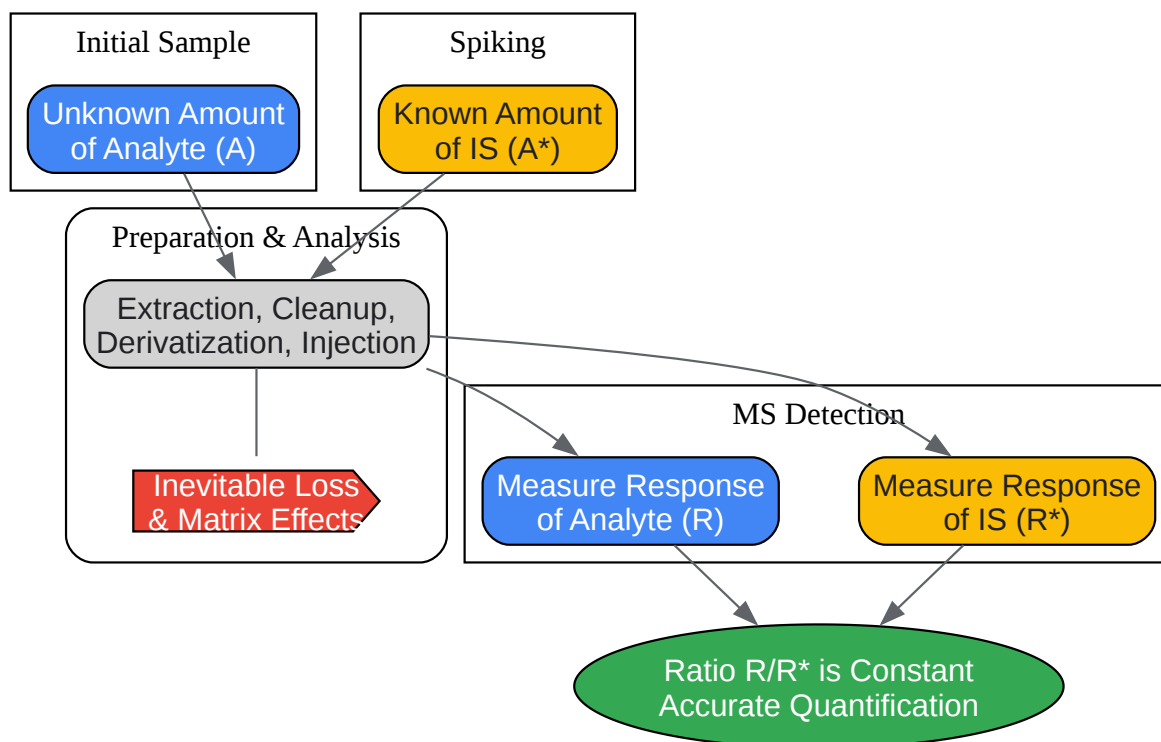 Initial Sample
Spiking
Unknown Amount
of Analyte (A)
Known Amount
of IS (A*)
Preparation & Analysis
Extraction, Cleanup,
Derivatization, Injection
Inevitable Loss
& Matrix Effects
MS Detection
Measure Response
of Analyte (R)
Measure Response
of IS (R*)
Ratio R/R* is Constant
Accurate Quantification